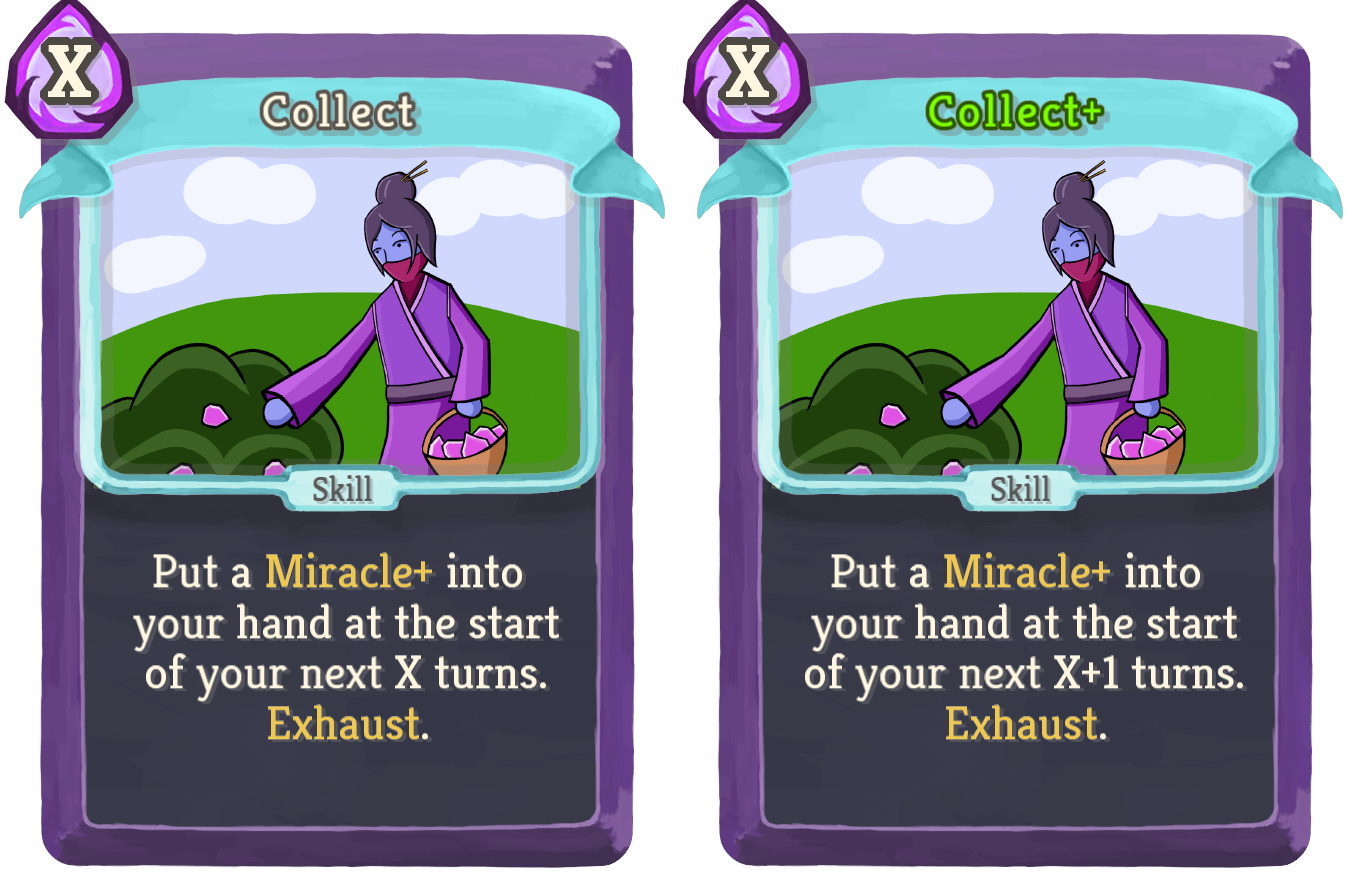 X
Collect
Skill
Put a Miracle+ into
your hand at the start
of your next X turns.
Exhaust.
X
Collect+
Skill
Put a Miracle+ into
your hand at the start
of your next X+1 turns.
Exhaust.